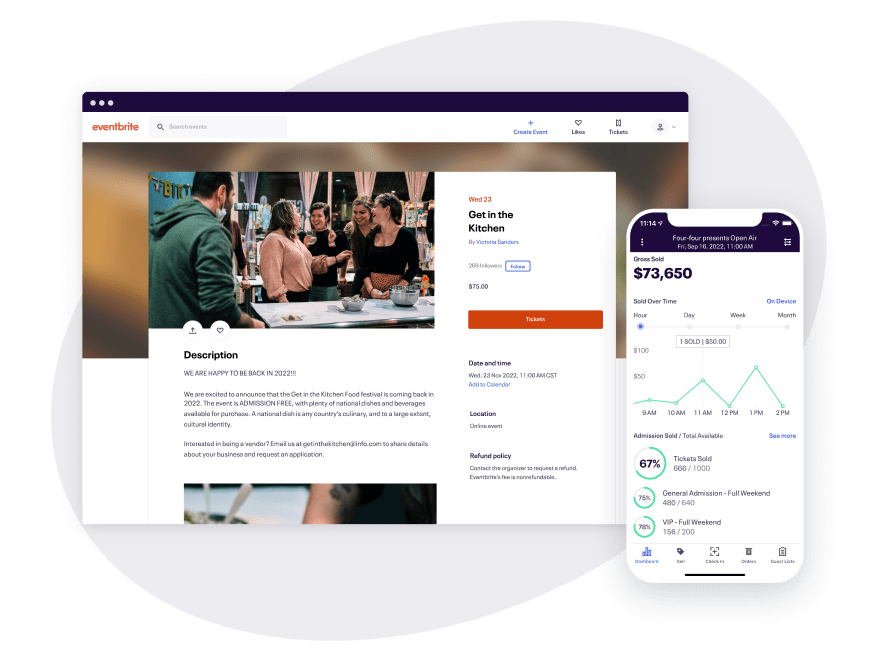 eventbrite
Search events
Create Event
Likes
Tickets
Wed 23
Get in the
Kitchen
By Victoria Sanders
269 followers
Follow
$75.00
Tickets
Description
WE ARE HAPPY TO BE BACK IN 2022!!!
We are excited to announce that the Get in the Kitchen Food festival is coming back in
2022. The event is ADMISSION FREE, with plenty of national dishes and beverages
available for purchase. A national dish is any country's culinary, and to a large extent,
cultural identity.
Interested in being a vendor? Email us at getinthekitchen@info.com to share details
about your business and request an application.
Date and time
Wed, 23 Nov 2022, 11:00 AM CST
Add to Calendar
Location
Online event
Refund policy
Contact the organizer to request a refund.
Eventbrite's fee is nonrefundable.
11:14
Four-four presents Open Air
Fri, Sep 16, 2022, 11:00 AM
Gross Sold
$73,650
Sold Over Time
On Device
Hour Day Week Month
1 SOLD | $50.00
$100
$50
9 AM 10 AM 11 AM 12 PM 1 PM 2 PM
Admission Sold / Total Available
See more
67%
Tickets Sold
666 / 1000
75%
General Admission - Full Weekend
480 / 640
78%
VIP - Full Weekend
156 / 200
Dashboard Sell Check In Orders Guest Lists